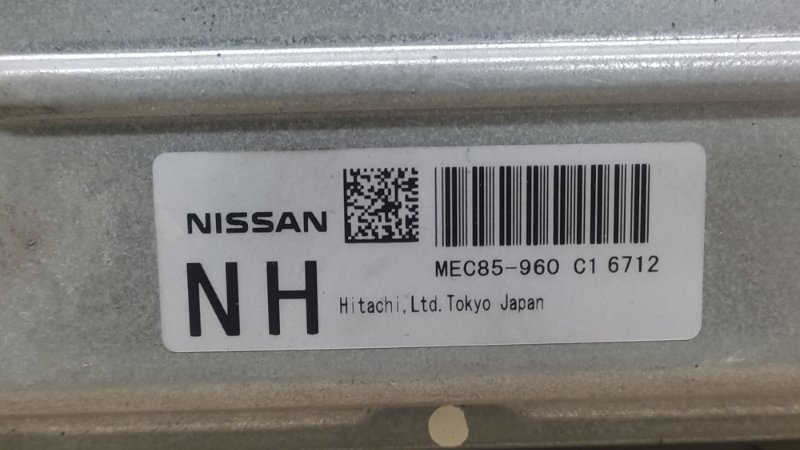 NISSAN
MEC85-960 C1 6712
NH
Hitachi,Ltd.Tokyo Japan